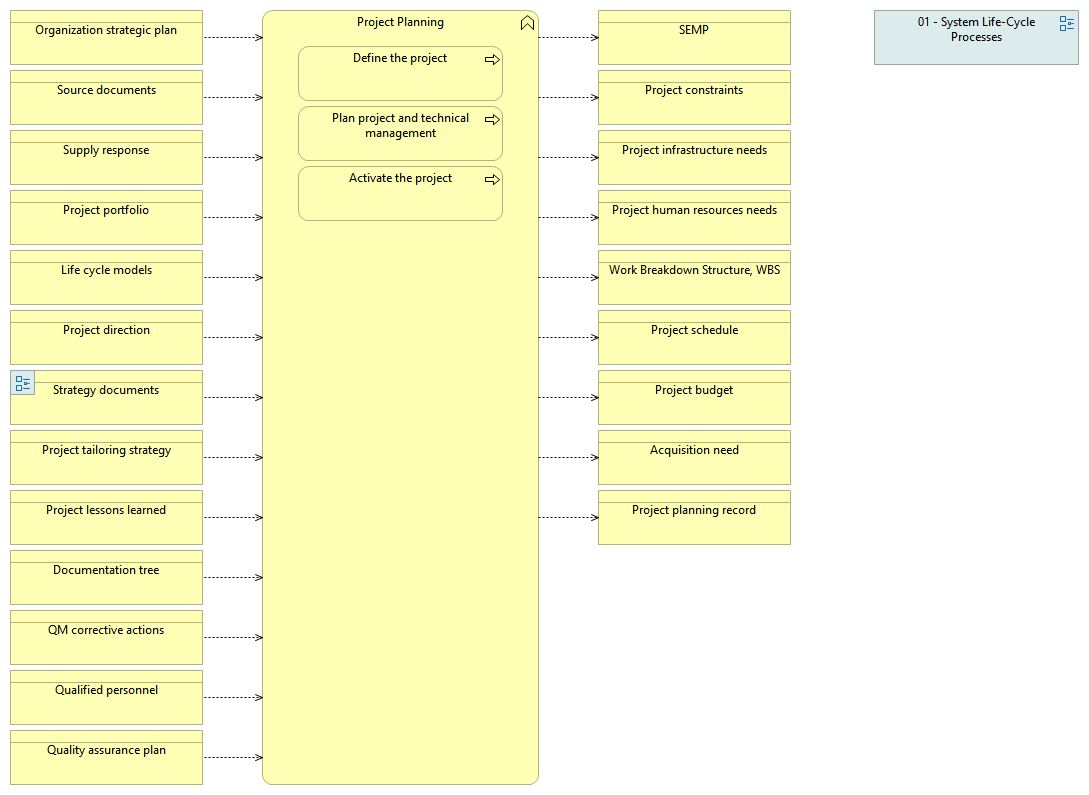 Organization strategic plan
Source documents
Supply response
Project portfolio
Life cycle models
Project direction
Strategy documents
Project tailoring strategy
Project lessons learned
Documentation tree
QM corrective actions
Qualified personnel
Quality assurance plan
Project Planning
Define the project
Plan project and technical
management
Activate the project
SEMP
Project constraints
Project infrastructure needs
Project human resources needs
Work Breakdown Structure, WBS
Project schedule
Project budget
Acquisition need
Project planning record
01 - System Life-Cycle
Processes